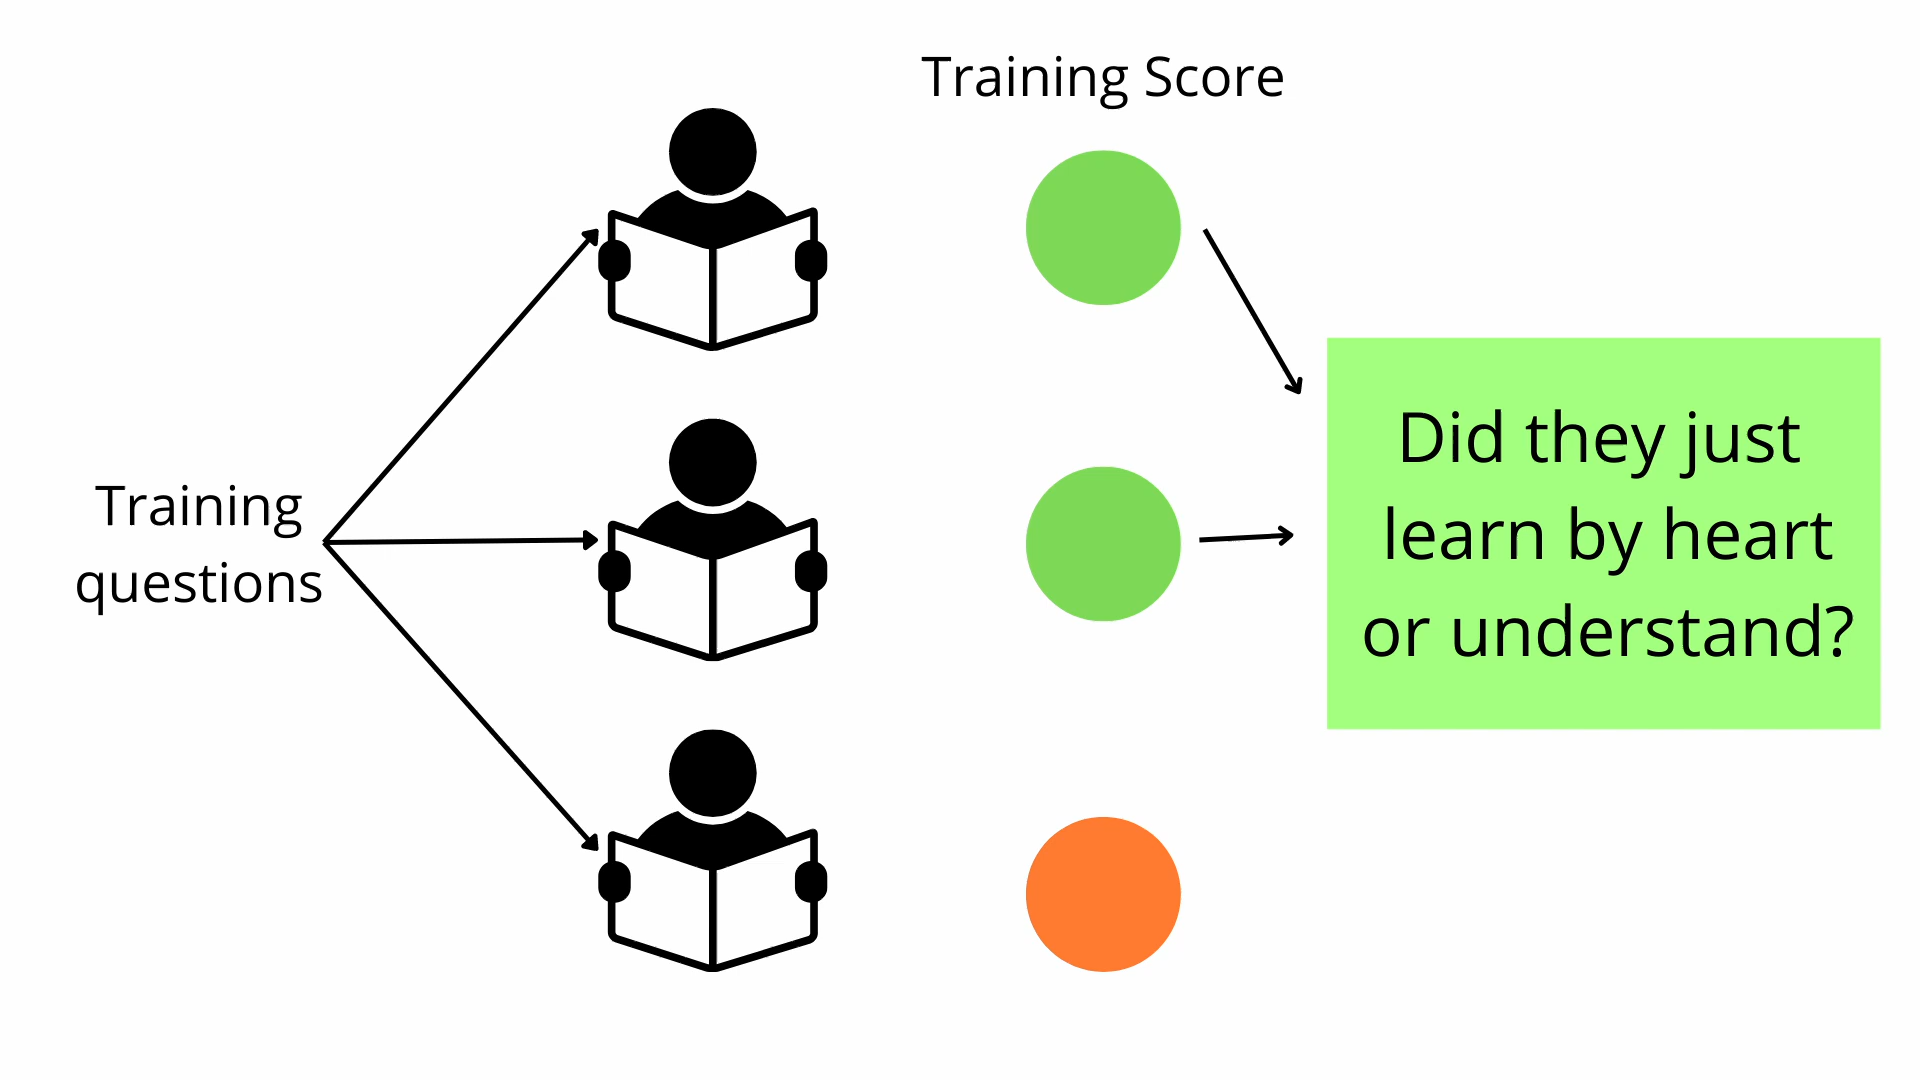 Training Score
Training
questions
Did they just
learn by heart
or understand?